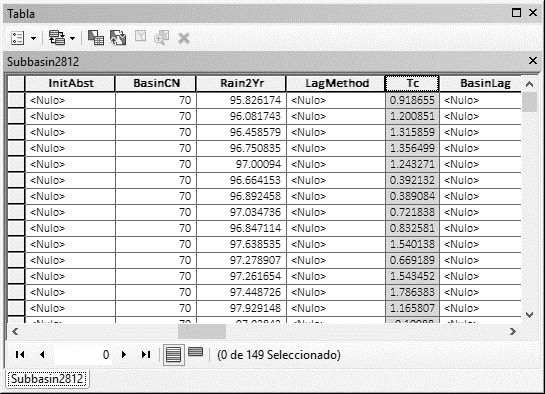 Tabla
Subbasin2812
InitAbst BasinCN Rain2Yr LagMethod Tc BasinLag
<Nulo> 70 95.826174 <Nulo> 0.918655 <Nulo>
<Nulo> 70 96.081743 <Nulo> 1.200851 <Nulo>
<Nulo> 70 96.458579 <Nulo> 1.315859 <Nulo>
<Nulo> 70 96.750835 <Nulo> 1.356499 <Nulo>
<Nulo> 70 97.00094 <Nulo> 1.243271 <Nulo>
<Nulo> 70 96.664153 <Nulo> 0.392132 <Nulo>
<Nulo> 70 96.892458 <Nulo> 0.389084 <Nulo>
<Nulo> 70 97.034736 <Nulo> 0.721838 <Nulo>
<Nulo> 70 96.847114 <Nulo> 0.832581 <Nulo>
<Nulo> 70 97.638535 <Nulo> 1.540138 <Nulo>
<Nulo> 70 97.278907 <Nulo> 0.669189 <Nulo>
<Nulo> 70 97.261654 <Nulo> 1.543452 <Nulo>
<Nulo> 70 97.448726 <Nulo> 1.786383 <Nulo>
<Nulo> 70 97.929148 <Nulo> 1.165807 <Nulo>
0 (0 de 149 Seleccionado)
Subbasin2812